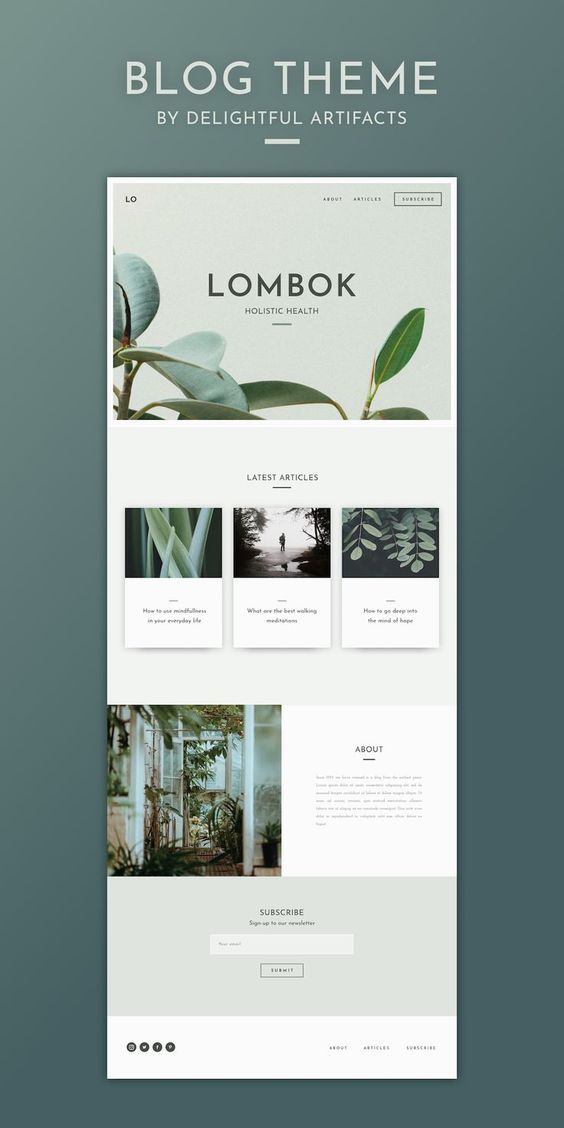 BLOG THEME
BY DELIGHTFUL ARTIFACTS
LO
ABOUT ARTICLES SUBSCRIBE
LOMBOK
HOLISTIC HEALTH
LATEST ARTICLES
How to use mindfullness
in your everyday life
What are the best walking
meditations
How to go deep into
the mind of hope
ABOUT
SUBSCRIBE
Sign-up to our newsletter
Your email
SUBMIT
ABOUT ARTICLES SUBSCRIBE